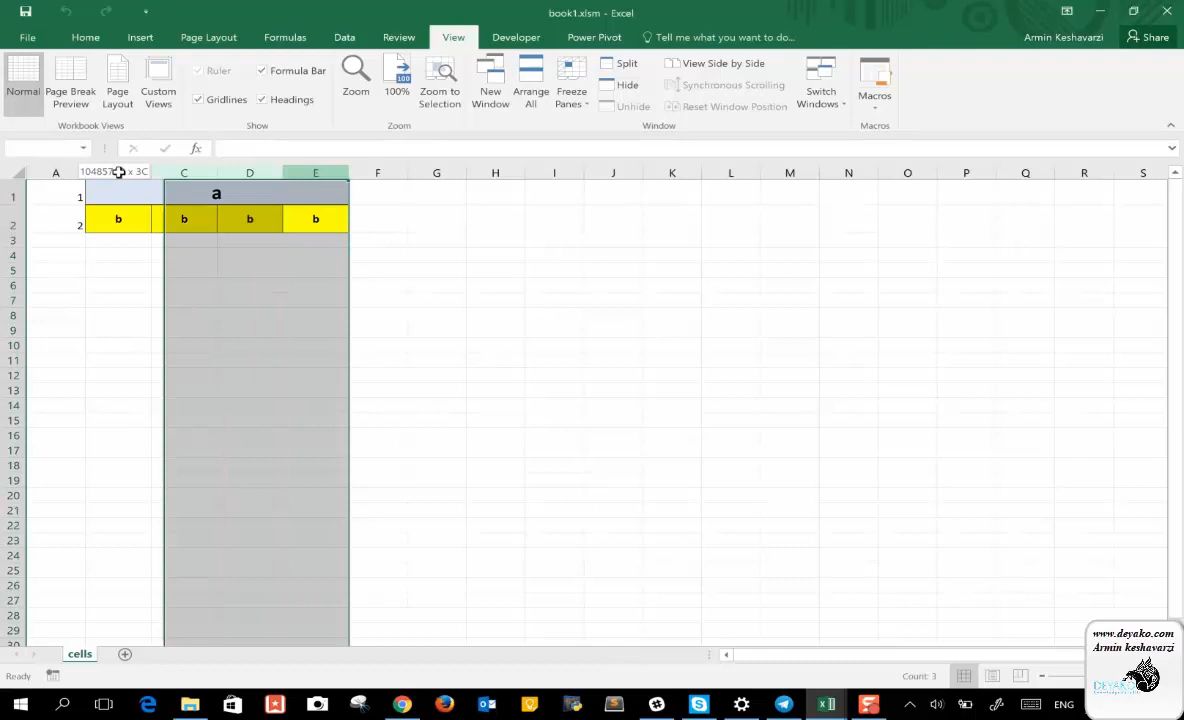 book1.xlsm - Excel
File Home Insert Page Layout Formulas Data Review View Developer Power Pivot Tell me what you want to do... Armin Keshavarzi Share
Normal
Page Break Preview
Page Layout
Custom Views
Ruler
Gridlines
Formula Bar
Headings
Zoom
100
100%
Zoom to Selection
New Window
Arrange All
Freeze Panes
Split
Hide
Unhide
View Side by Side
Synchronous Scrolling
Reset Window Position
Switch Windows
Macros
Workbook Views Show Zoom Window Macros
fx
A x 3C C D E F G H I J K L M N O P Q R S
1 1 a
2 2 b b b b
3
4
5
6
7
8
9
10
11
12
13
14
15
16
17
18
19
20
21
22
23
24
25
26
27
28
29
30
cells
Ready Count: 3
ENG
www.deyako.com
Armin keshavarzi
DEYAKO